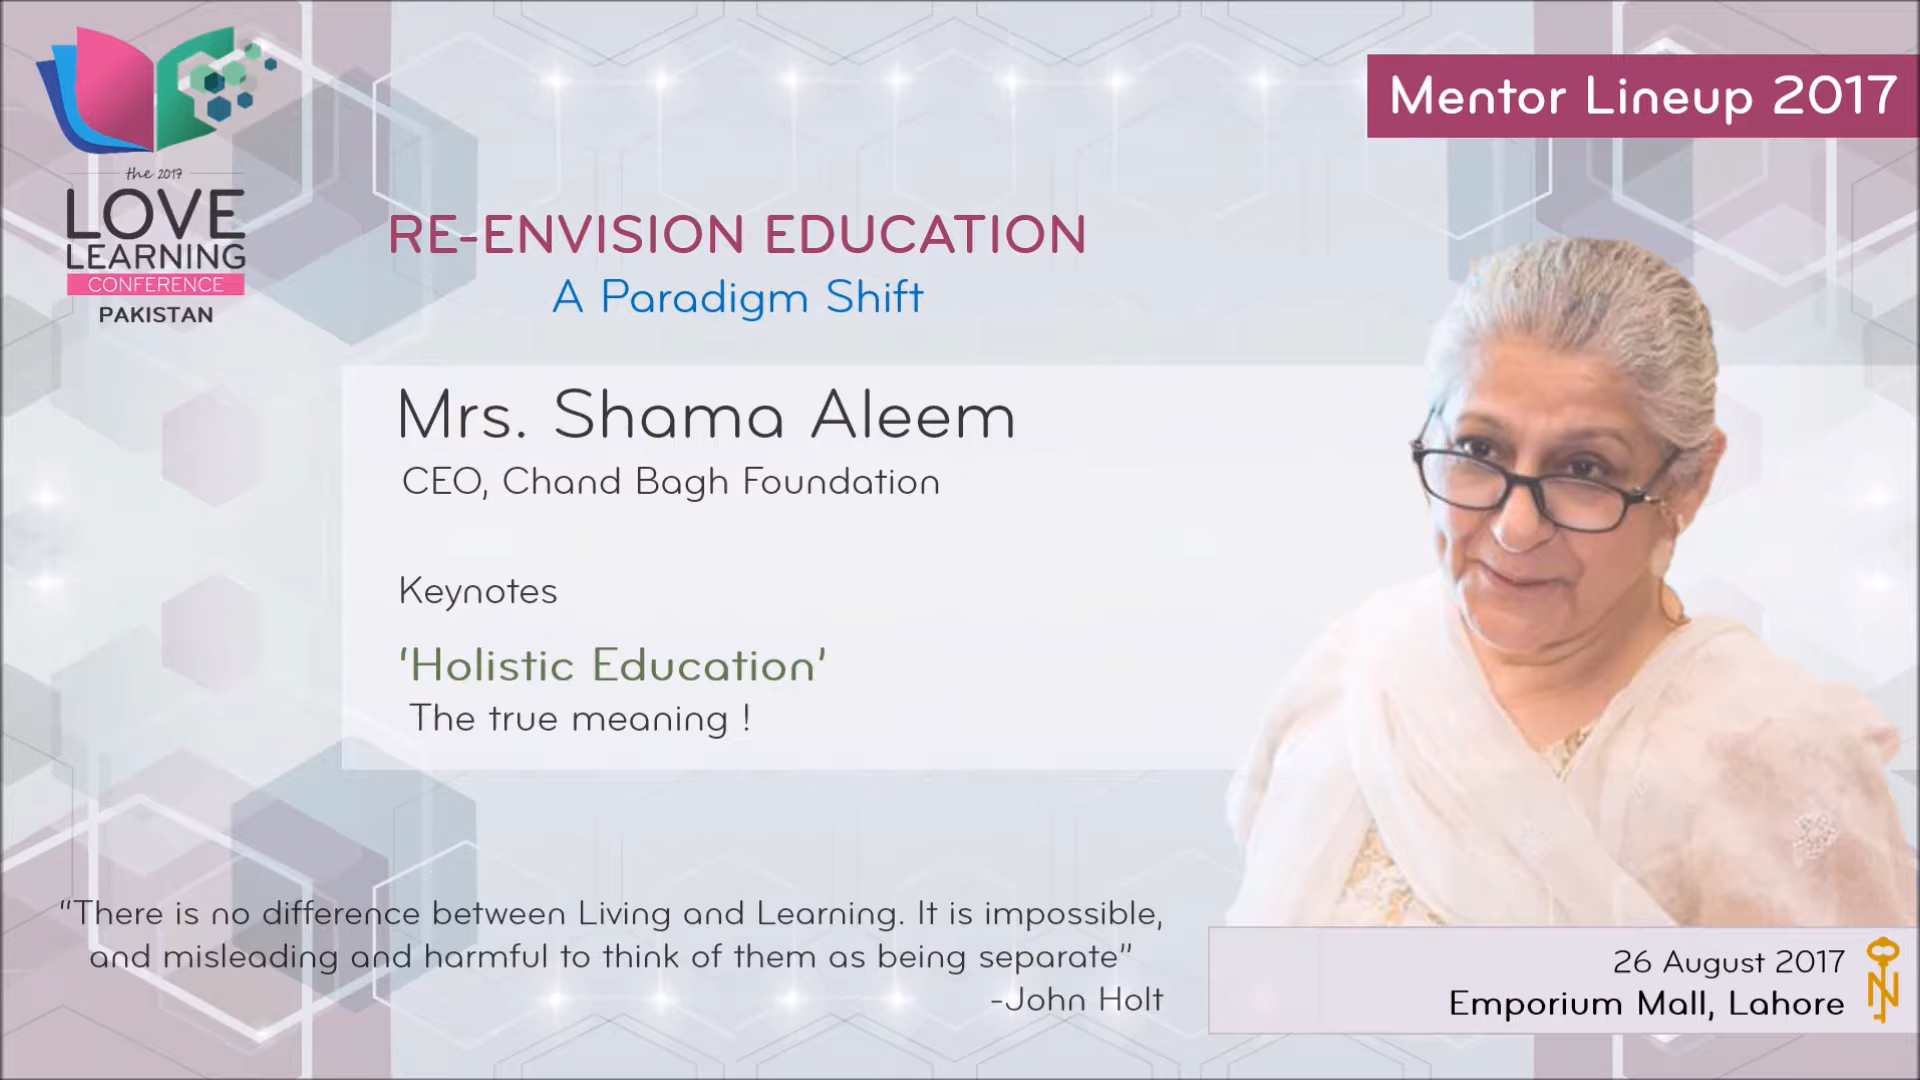 the 2017
LOVE
LEARNING
CONFERENCE
PAKISTAN
Mentor Lineup 2017
RE-ENVISION EDUCATION
A Paradigm Shift
Mrs. Shama Aleem
CEO, Chand Bagh Foundation
Keynotes
‘Holistic Education’
The true meaning !
“There is no difference between Living and Learning. It is impossible,
and misleading and harmful to think of them as being separate”
-John Holt
26 August 2017
Emporium Mall, Lahore